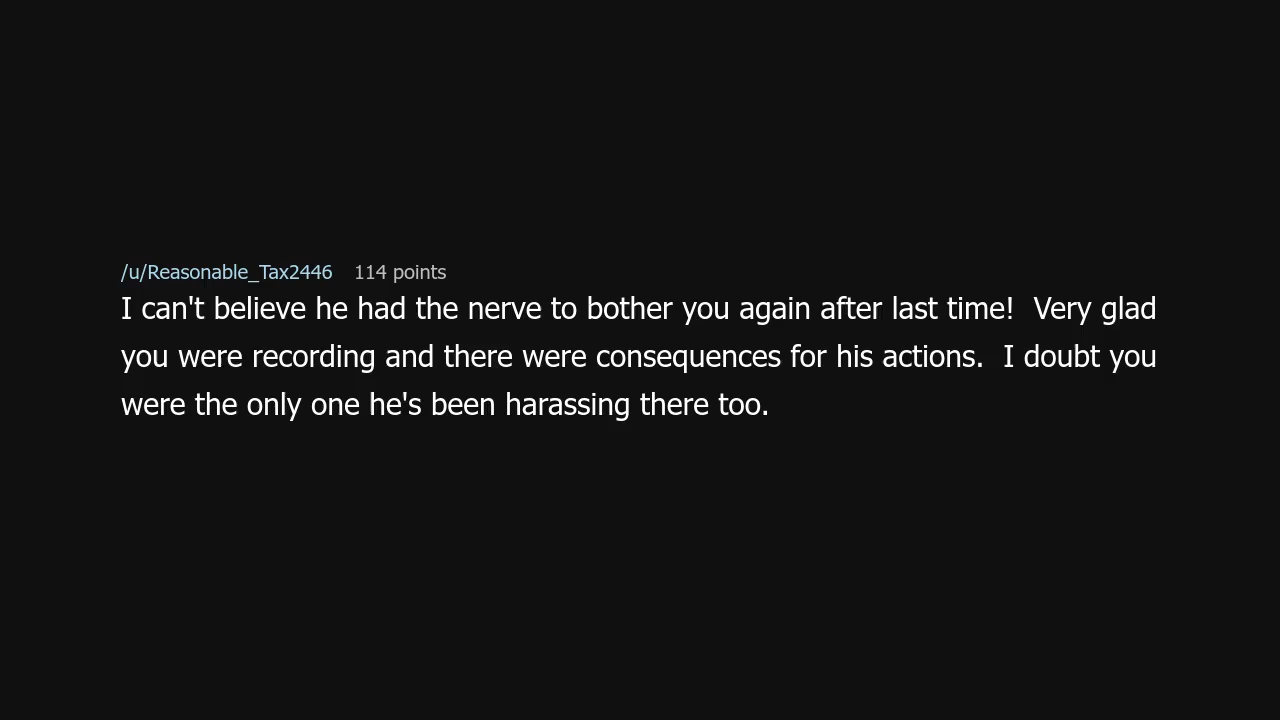 /u/Reasonable_Tax2446 114 points
I can't believe he had the nerve to bother you again after last time!  Very glad
you were recording and there were consequences for his actions.  I doubt you
were the only one he's been harassing there too.